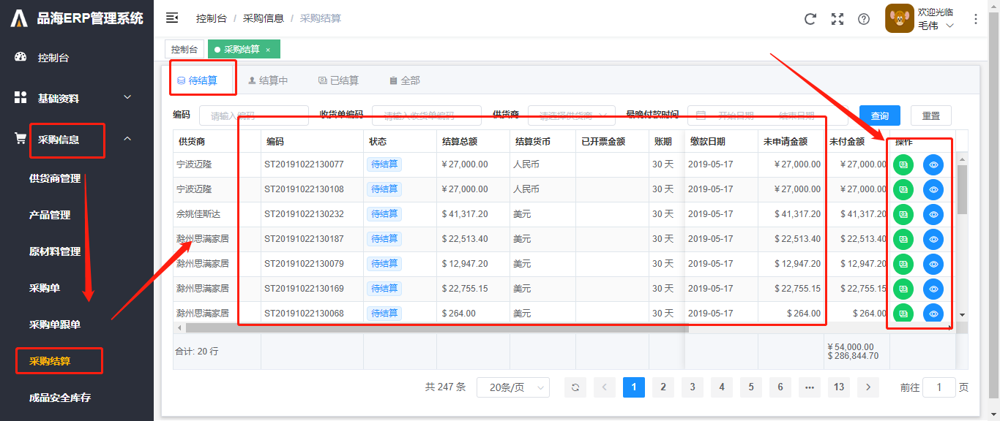 品海ERP管理系统
控制台
基础资料
采购信息
供货商管理
产品管理
原材料管理
采购单
采购单跟单
采购结算
成品安全库存
控制台 / 采购信息 / 采购结算
欢迎光临
毛伟
控制台
采购结算 ×
待结算 结算中 已结算 全部
编码 请输入编码 收货单编码 请输入收货单编码 供货商 请选择供货商 最晚付款时间 开始日期 结束日期 查询 重置
供货商 编码 状态 结算总额 结算货币 已开票金额 账期 缴款日期 未申请金额 未付金额 操作
宁波迈隆 ST20191022130077 待结算 ¥ 27,000.00 人民币 30 天 2019-05-17 ¥ 27,000.00 ¥ 27,000.00
宁波迈隆 ST20191022130108 待结算 ¥ 27,000.00 人民币 30 天 2019-05-17 ¥ 27,000.00 ¥ 27,000.00
余姚佳斯达 ST20191022130232 待结算 $ 41,317.20 美元 30 天 2019-05-17 $ 41,317.20 $ 41,317.20
滁州思满家居 ST20191022130187 待结算 $ 22,513.40 美元 30 天 2019-05-17 $ 22,513.40 $ 22,513.40
滁州思满家居 ST20191022130079 待结算 $ 12,947.20 美元 30 天 2019-05-17 $ 12,947.20 $ 12,947.20
滁州思满家居 ST20191022130169 待结算 $ 22,755.15 美元 30 天 2019-05-17 $ 22,755.15 $ 22,755.15
滁州思满家居 ST20191022130068 待结算 $ 264.00 美元 30 天 2019-05-17 $ 264.00 $ 264.00
合计: 20 行
¥ 54,000.00
$ 286,844.70
共 247 条 20条/页 1 2 3 4 5 6 ••• 13 前往 1 页